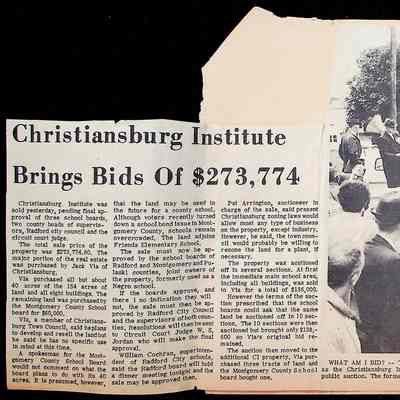 Christiansburg Institute
Brings Bids Of $273,774
Christiansburg Institute was
sold yesterday, pending final ap-
proval of three school boards,
two county boards of supervi-
sors, Radford city council and the
circuit court judge.
The total sale price of the
property was $273,774.60. The
major portion of the real estate
was purchased by Jack Via of
Christiansburg.
Via purchased all but about
40 acres of the 184 acres of
land and all eight buildings. The
remaining land was purchased by
the Montgomery County School
board for $60,000.
Via, a member of Christians-
burg Town Council, said he plans
to develop and resell the land but
he said he has no specific use
in mind at this time.
A spokesman for the Mont-
gomery County School Board
would not comment on what the
board plans to do with its 40
acres. It is presumed, however,
that the land may be used in
the future for a county school.
Although voters recently turned
down a school bond issue in Mont-
gomery County, schools remain
overcrowded. The land adjoins
Friends Elementary School.
The sale must now be ap-
proved by the school boards of
Radford and Montgomery and Pu-
laski counties, joint owners of
the property, formerly used as a
Negro school.
If the boards approve, and
there is no indication they will
not, the sale must then be ap-
proved by Radford City Council
and the supervisors of both coun-
ties. Resolutions will then be sent
to Circuit Court Judge W. S.
Jordan who will make the final
approval.
William Cochran, superinten-
dent of Radford City schools,
said the Radford board will hold
a dinner meeting tonight and the
sale may be approved then.
Pat Arrington, auctioneer in
charge of the sale, said present
Christiansburg zoning laws would
allow most any type of business
on the property, except industry.
However, he said, the town coun-
cil would probably be willing to
rezone the land for a plant, if
necessary.
The property was auctioned
off in several sections. At first
the immediate main school area,
including all buildings, was sold
to Via for a total of $156,000.
However the terms of the auc-
tion prescribed that the school
boards could ask that the same
land be auctioned off in 10 sec-
tions. The 10 sections were then
auctioned but brought only
so Via's original bid re-
mained.
The auction then moved to the
additional CI property. Via pur-
chased three tracts of land and
the Montgomery County School
board bought one.
WHAT AM I BID?
as the Christiansburg In
public auction. The forme